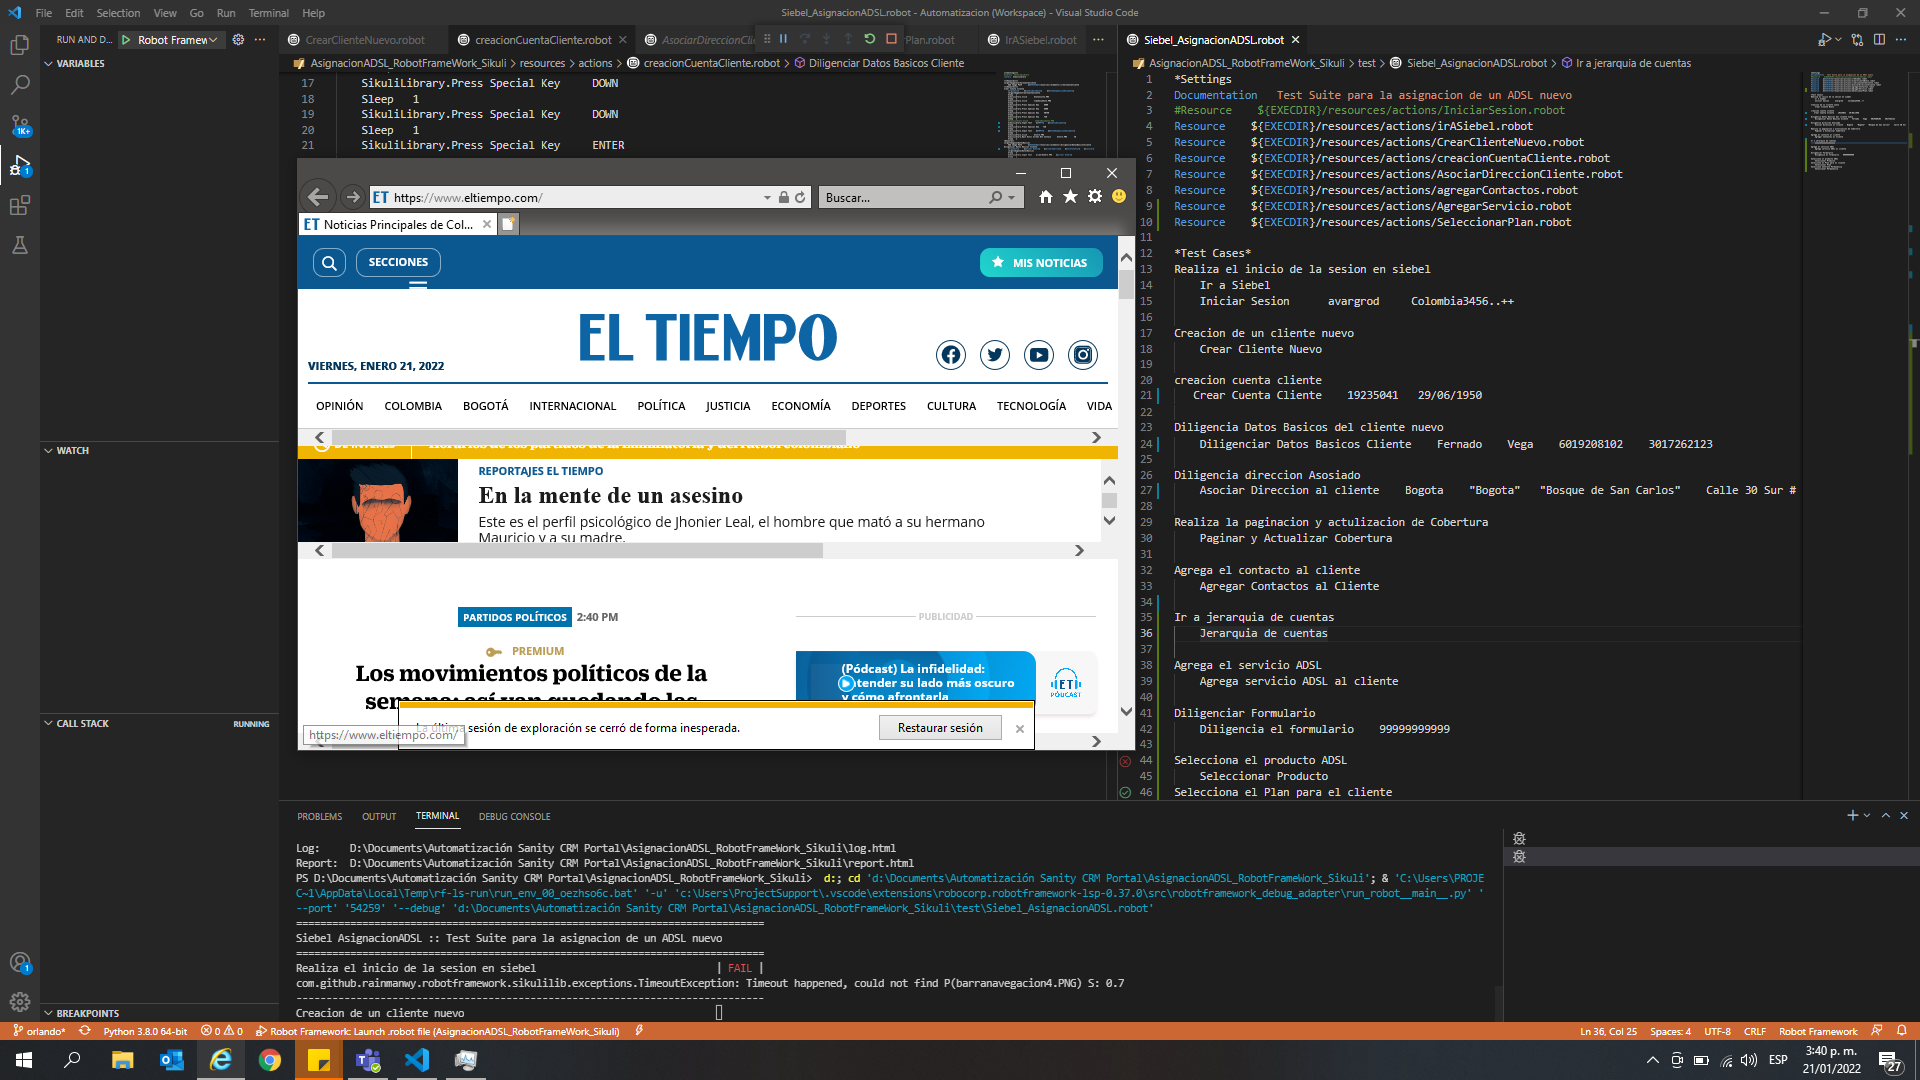 File Edit Selection View Go Run Terminal Help
Siebel_AsignacionADSL.robot - Automatizacion (Workspace) - Visual Studio Code
RUN AND D... Robot Framew
CrearClienteNuevo.robot creacionCuentaCliente.robot AsociarDireccionCli Plan.robot IrASiebel.robot
Siebel_AsignacionADSL.robot
VARIABLES
AsignacionADSL_RobotFrameWork_Sikuli > resources > actions > creacionCuentaCliente.robot > Diligenciar Datos Basicos Cliente
AsignacionADSL_RobotFrameWork_Sikuli > test > Siebel_AsignacionADSL.robot > Ir a jerarquia de cuentas
17 SikuliLibrary.Press Special Key DOWN
18 Sleep 1
19 SikuliLibrary.Press Special Key DOWN
20 Sleep 1
21 SikuliLibrary.Press Special Key ENTER
https://www.eltiempo.com/
Buscar...
ET Noticias Principales de Col...
SECCIONES
MIS NOTICIAS
EL TIEMPO
VIERNES, ENERO 21, 2022
OPINIÓN COLOMBIA BOGOTÁ INTERNACIONAL POLÍTICA JUSTICIA ECONOMÍA DEPORTES CULTURA TECNOLOGÍA VIDA
REPORTAJES EL TIEMPO
En la mente de un asesino
Este es el perfil psicológico de Jhonier Leal, el hombre que mató a su hermano
Mauricio y a su madre.
PARTIDOS POLÍTICOS 2:40 PM
PUBLICIDAD
PREMIUM
Los movimientos políticos de la
semana: así van quedando las
(Pódcast) La infidelidad:
entender su lado más oscuro
y cómo afrontarla
ET
PODCAST
La última sesión de exploración se cerró de forma inesperada.
Restaurar sesión
https://www.eltiempo.com/
1 *Settings
2 Documentation Test Suite para la asignacion de un ADSL nuevo
3 #Resource ${EXECDIR}/resources/actions/IniciarSesion.robot
4 Resource ${EXECDIR}/resources/actions/irASiebel.robot
5 Resource ${EXECDIR}/resources/actions/CrearClienteNuevo.robot
6 Resource ${EXECDIR}/resources/actions/creacionCuentaCliente.robot
7 Resource ${EXECDIR}/resources/actions/AsociarDireccionCliente.robot
8 Resource ${EXECDIR}/resources/actions/agregarContactos.robot
9 Resource ${EXECDIR}/resources/actions/AgregarServicio.robot
10 Resource ${EXECDIR}/resources/actions/SeleccionarPlan.robot
11
12 *Test Cases*
13 Realiza el inicio de la sesion en siebel
14 Ir a Siebel
15 Iniciar Sesion avargrod Colombia3456..++
16
17 Creacion de un cliente nuevo
18 Crear Cliente Nuevo
19
20 creacion cuenta cliente
21 Crear Cuenta Cliente 19235041 29/06/1950
22
23 Diligencia Datos Basicos del cliente nuevo
24 Diligenciar Datos Basicos Cliente Fernado Vega 6019208102 3017262123
25
26 Diligencia direccion Asosiado
27 Asociar Direccion al cliente Bogota "Bogota" "Bosque de San Carlos" Calle 30 Sur #
28
29 Realiza la paginacion y actulizacion de Cobertura
30 Paginar y Actualizar Cobertura
31
32 Agrega el contacto al cliente
33 Agregar Contactos al Cliente
34
35 Ir a jerarquia de cuentas
36 Jerarquia de cuentas
37
38 Agrega el servicio ADSL
39 Agrega servicio ADSL al cliente
40
41 Diligenciar Formulario
42 Diligencia el formulario 99999999999
43
44 Selecciona el producto ADSL
45 Seleccionar Producto
46 Selecciona el Plan para el cliente
WATCH
CALL STACK RUNNING
BREAKPOINTS
PROBLEMS OUTPUT TERMINAL DEBUG CONSOLE
Log: D:\Documents\Automatización Sanity CRM Portal\AsignacionADSL_RobotFrameWork_Sikuli\log.html
Report: D:\Documents\Automatización Sanity CRM Portal\AsignacionADSL_RobotFrameWork_Sikuli\report.html
PS D:\Documents\Automatización Sanity CRM Portal\AsignacionADSL_RobotFrameWork_Sikuli> d:; cd 'd:\Documents\Automatización Sanity CRM Portal\AsignacionADSL_RobotFrameWork_Sikuli'; & 'C:\Users\PROJE
C~1\AppData\Local\Temp\rf-ls-run\run_env_00_oezhso6c.bat' '-u' 'c:\Users\ProjectSupport\.vscode\extensions\robocorp.robotframework-lsp-0.37.0\src\robotframework_debug_adapter\run_robot__main__.py' '
--port' '54259' '--debug' 'd:\Documents\Automatización Sanity CRM Portal\AsignacionADSL_RobotFrameWork_Sikuli\test\Siebel_AsignacionADSL.robot'
==============================================================================
Siebel AsignacionADSL :: Test Suite para la asignacion de un ADSL nuevo
==============================================================================
Realiza el inicio de la sesion en siebel | FAIL |
com.github.rainmanwy.robotframework.sikulilib.exceptions.TimeoutException: Timeout happened, could not find P(barranavegacion4.PNG) S: 0.7
------------------------------------------------------------------------------
Creacion de un cliente nuevo
orlando* Python 3.8.0 64-bit 0 0 Robot Framework: Launch .robot file (AsignacionADSL_RobotFrameWork_Sikuli)
Ln 36, Col 25 Spaces: 4 UTF-8 CRLF Robot Framework
ESP
3:40 p. m.
21/01/2022
27